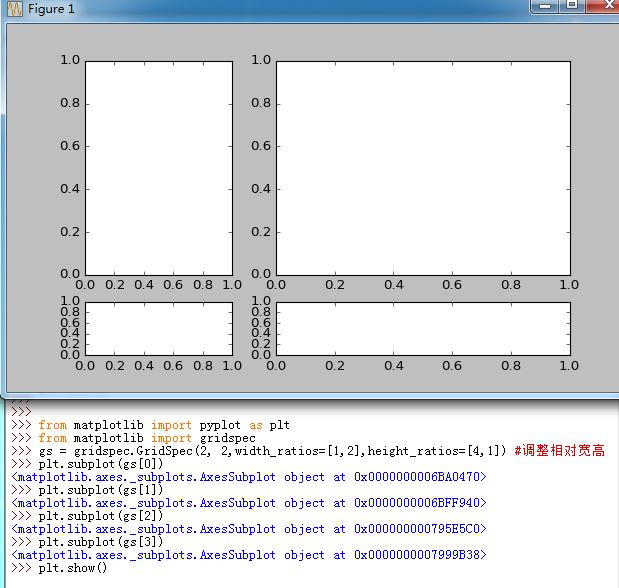 Figure 1
1.0
0.8
0.6
0.4
0.2
0.0
0.0 0.2 0.4 0.6 0.8 1.0
1.0
0.8
0.6
0.4
0.2
0.0
0.0 0.2 0.4 0.6 0.8 1.0
1.0
0.8
0.6
0.4
0.2
0.0
0.0 0.2 0.4 0.6 0.8 1.0
1.0
0.8
0.6
0.4
0.2
0.0
0.0 0.2 0.4 0.6 0.8 1.0
>>>
>>>
>>> from matplotlib import pyplot as plt
>>> from matplotlib import gridspec
>>> gs = gridspec.GridSpec(2, 2,width_ratios=[1,2],height_ratios=[4,1]) #调整相对宽高
>>> plt.subplot(gs[0])
<matplotlib.axes._subplots.AxesSubplot object at 0x0000000006BA0470>
>>> plt.subplot(gs[1])
<matplotlib.axes._subplots.AxesSubplot object at 0x0000000006BFF940>
>>> plt.subplot(gs[2])
<matplotlib.axes._subplots.AxesSubplot object at 0x000000000795E5C0>
>>> plt.subplot(gs[3])
<matplotlib.axes._subplots.AxesSubplot object at 0x0000000007999B38>
>>> plt.show()